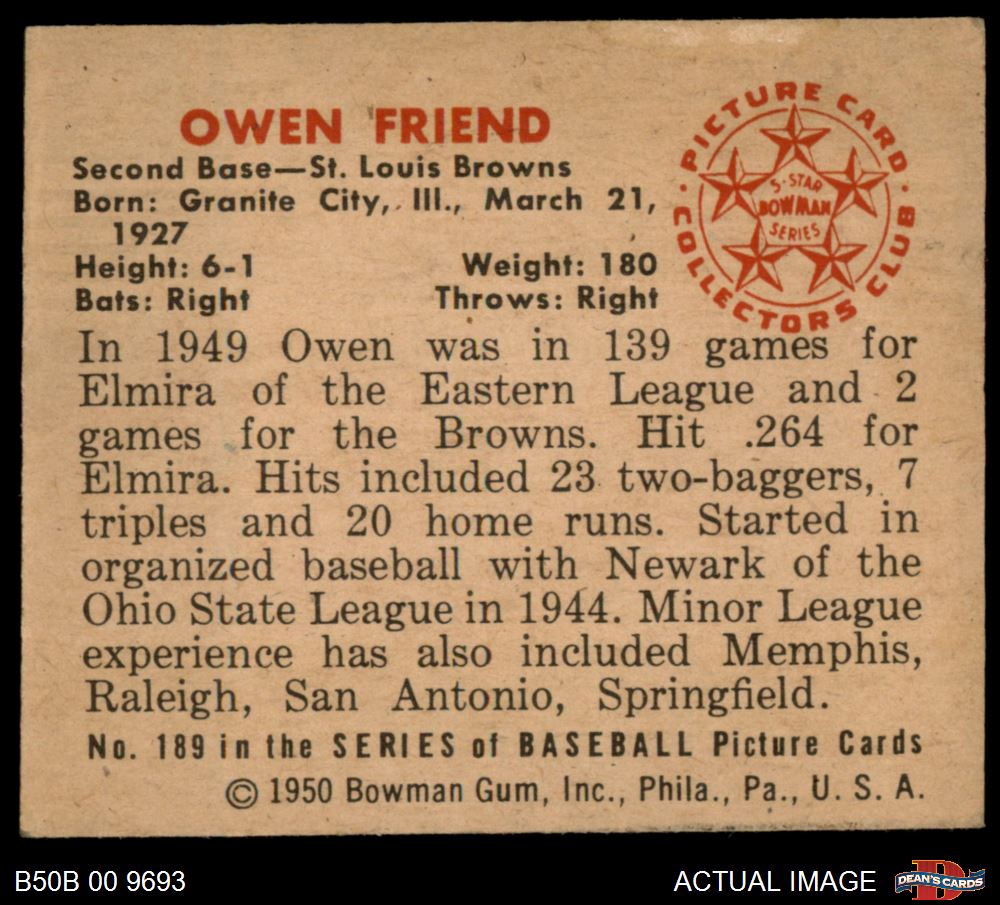 OWEN FRIEND
Second Base—St. Louis Browns
Born: Granite City, Ill., March 21,
1927
Height: 6-1 Weight: 180
Bats: Right Throws: Right
PICTURE CARD
COLLECTORS CLUB
5-STAR
BOWMAN
SERIES
In 1949 Owen was in 139 games for
Elmira of the Eastern League and 2
games for the Browns. Hit .264 for
Elmira. Hits included 23 two-baggers, 7
triples and 20 home runs. Started in
organized baseball with Newark of the
Ohio State League in 1944. Minor League
experience has also included Memphis,
Raleigh, San Antonio, Springfield.
No. 189 in the SERIES of BASEBALL Picture Cards
© 1950 Bowman Gum, Inc., Phila., Pa., U. S. A.
B50B 00 9693 ACTUAL IMAGE DEAN'S CARDS